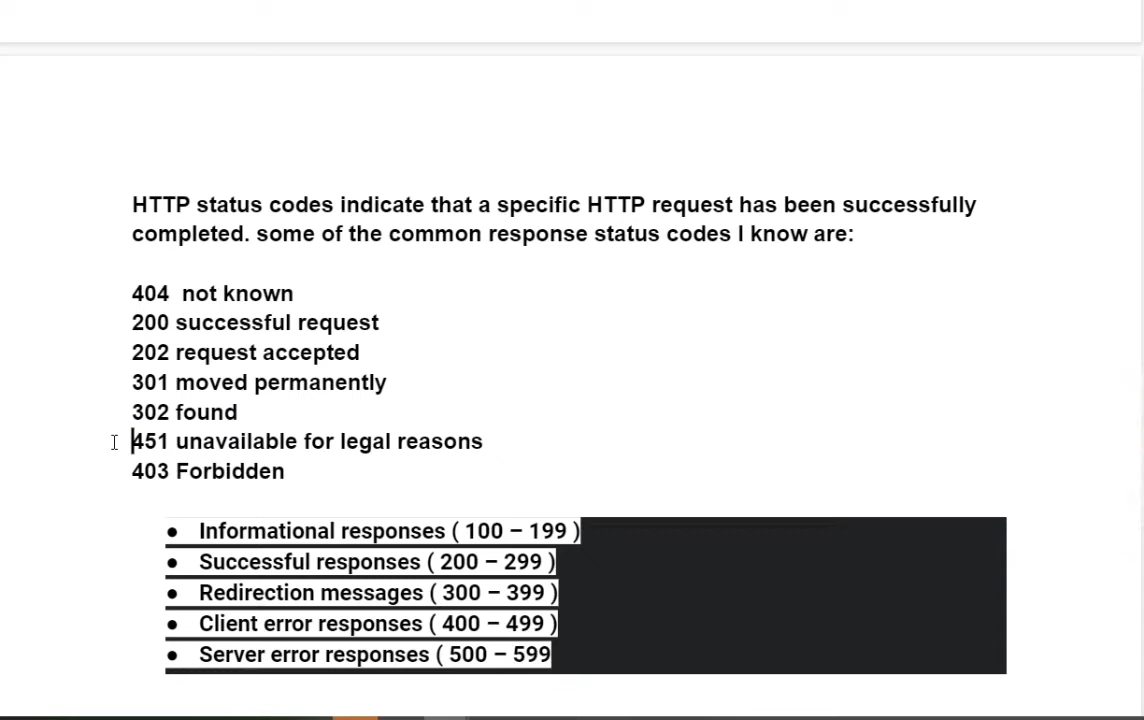 HTTP status codes indicate that a specific HTTP request has been successfully
completed. some of the common response status codes I know are:
404  not known
200 successful request
202 request accepted
301 moved permanently
302 found
451 unavailable for legal reasons
403 Forbidden
● Informational responses ( 100 – 199 )
● Successful responses ( 200 – 299 )
● Redirection messages ( 300 – 399 )
● Client error responses ( 400 – 499 )
● Server error responses ( 500 – 599